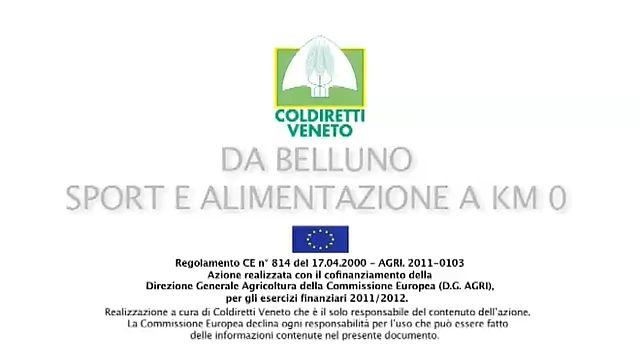 COLDIRETTI
VENETO
DA BELLUNO
SPORT E ALIMENTAZIONE A KM 0
Regolamento CE n° 814 del 17.04.2000 - AGRI. 2011-0103
Azione realizzata con il cofinanziamento della
Direzione Generale Agricoltura della Commissione Europea (D.G. AGRI),
per gli esercizi finanziari 2011/2012.
Realizzazione a cura di Coldiretti Veneto che è il solo responsabile del contenuto dell'azione.
La Commissione Europea declina ogni responsabilità per l'uso che può essere fatto
delle informazioni contenute nel presente documento.